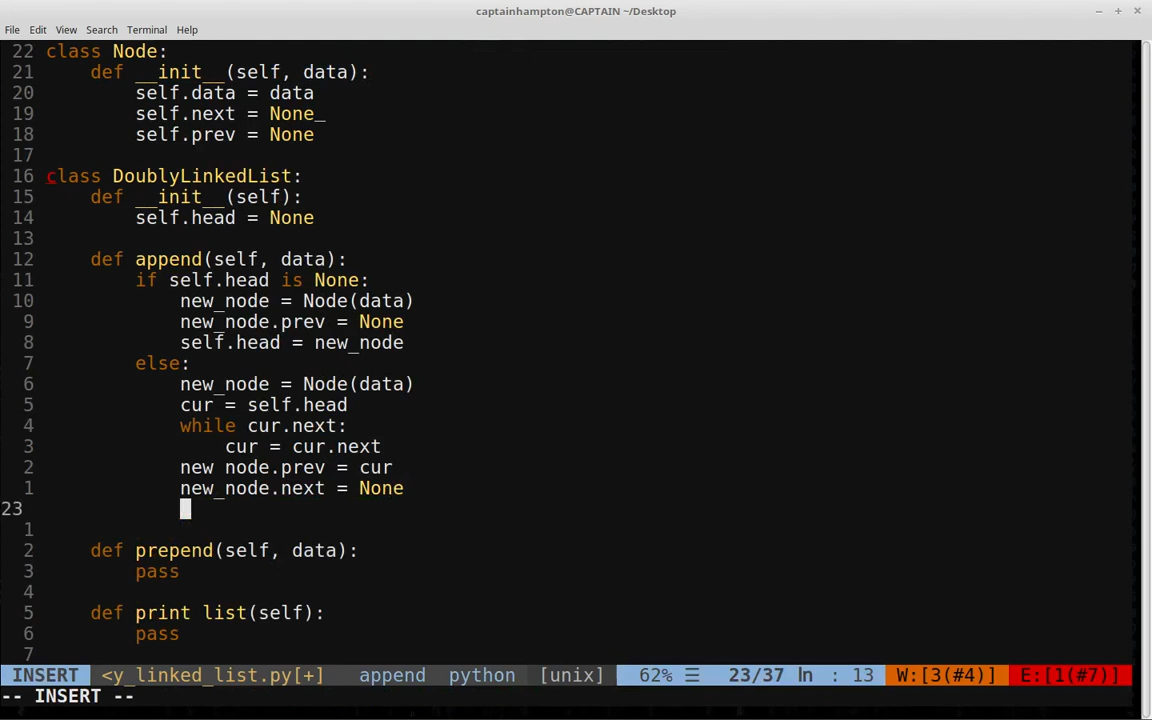 captainhampton@CAPTAIN ~/Desktop
File Edit View Search Terminal Help
22 class Node:
21     def __init__(self, data):
20         self.data = data
19         self.next = None_
18         self.prev = None
17
16 class DoublyLinkedList:
15     def __init__(self):
14         self.head = None
13
12     def append(self, data):
11         if self.head is None:
10             new_node = Node(data)
9             new_node.prev = None
8             self.head = new_node
7         else:
6             new_node = Node(data)
5             cur = self.head
4             while cur.next:
3                 cur = cur.next
2             new node.prev = cur
1             new_node.next = None
23
1
2     def prepend(self, data):
3         pass
4
5     def print list(self):
6         pass
7
INSERT <y_linked_list.py[+] append python [unix] 62% ☰ 23/37 ln : 13 W:[3(#4)] E:[1(#7)]
-- INSERT --